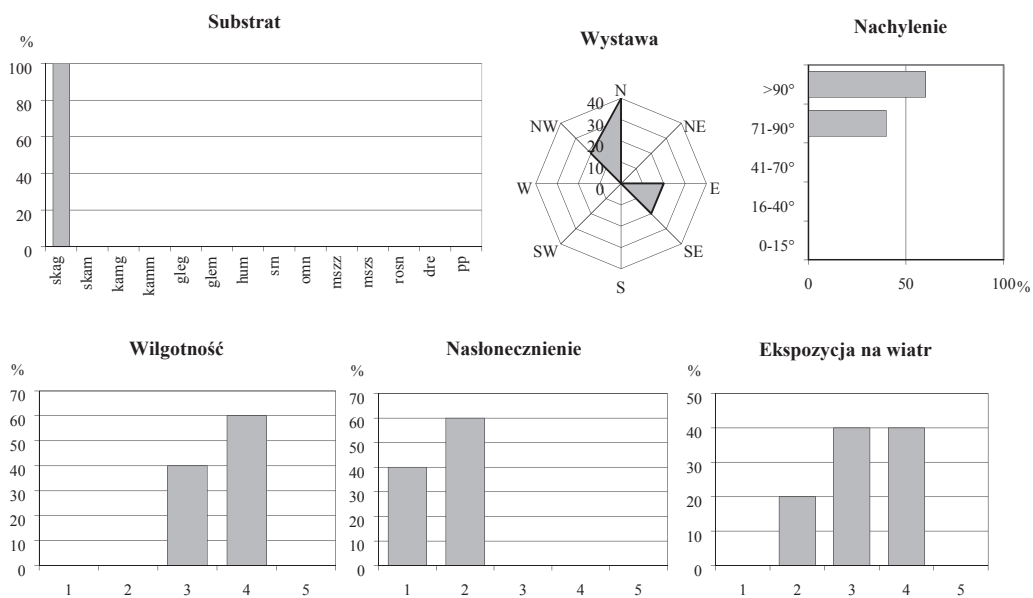 Substrat
%
100
80
60
40
20
0
skag
skam
kamg
kamm
gleg
glem
hum
srn
omn
mszz
mszs
rosn
dre
pp
Wystawa
N
NE
E
SE
S
SW
W
NW
40
30
20
10
0
Nachylenie
>90°
71-90°
41-70°
16-40°
0-15°
0 50 100%
Wilgotność
%
70
60
50
40
30
20
10
0
1 2 3 4 5
Nasłonecznienie
%
70
60
50
40
30
20
10
0
1 2 3 4 5
Ekspozycja na wiatr
%
50
40
30
20
10
0
1 2 3 4 5